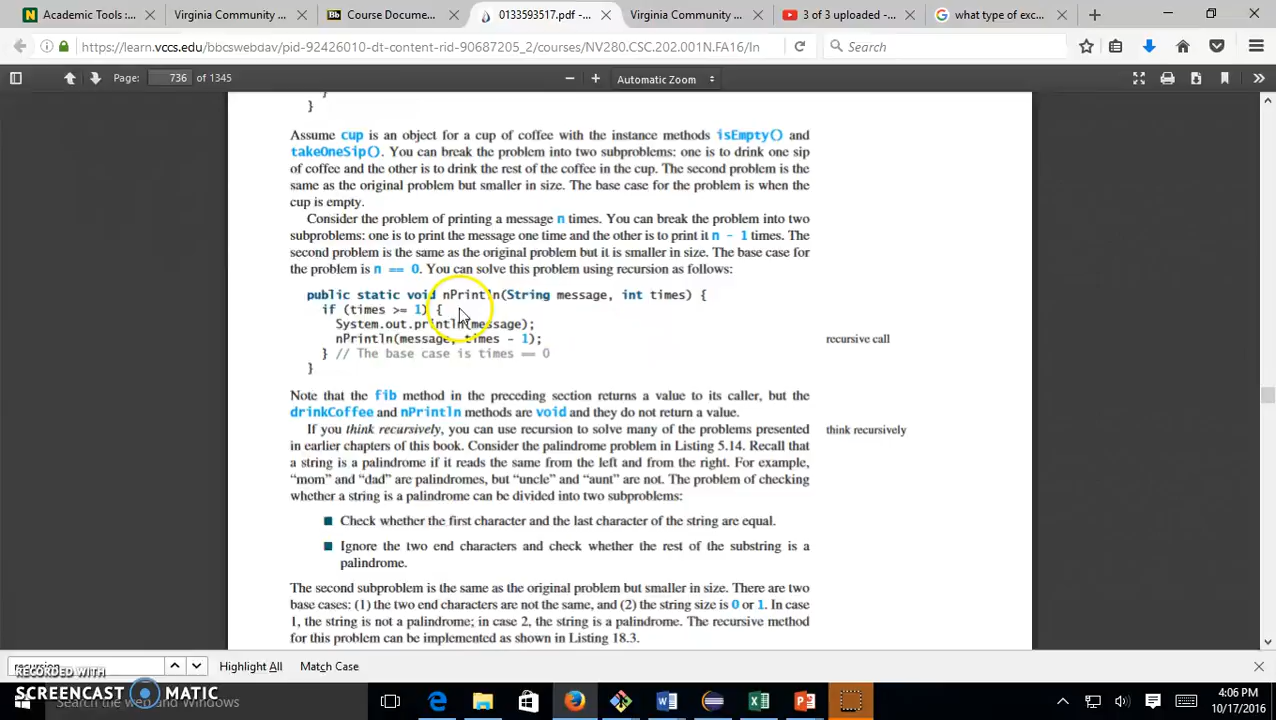 Academic Tools : ...
Virginia Community ...
Bb
Course Documen...
0133593517.pdf - ...
Virginia Community ...
3 of 3 uploaded - ...
what type of exc...
https://learn.vccs.edu/bbcswebdav/pid-92426010-dt-content-rid-90687205_2/courses/NV280.CSC.202.001N.FA16/In
Search
Page: 736 of 1345
Automatic Zoom
}
Assume cup is an object for a cup of coffee with the instance methods isEmpty() and
takeOneSip(). You can break the problem into two subproblems: one is to drink one sip
of coffee and the other is to drink the rest of the coffee in the cup. The second problem is the
same as the original problem but smaller in size. The base case for the problem is when the
cup is empty.
Consider the problem of printing a message n times. You can break the problem into two
subproblems: one is to print the message one time and the other is to print it n - 1 times. The
second problem is the same as the original problem but it is smaller in size. The base case for
the problem is n == 0. You can solve this problem using recursion as follows:
public static void nPrintln(String message, int times) {
if (times >= 1) {
System.out.println(message);
nPrintln(message, times - 1);
recursive call
} // The base case is times == 0
}
Note that the fib method in the preceding section returns a value to its caller, but the
drinkCoffee and nPrintln methods are void and they do not return a value.
If you think recursively, you can use recursion to solve many of the problems presented
think recursively
in earlier chapters of this book. Consider the palindrome problem in Listing 5.14. Recall that
a string is a palindrome if it reads the same from the left and from the right. For example,
“mom” and “dad” are palindromes, but “uncle” and “aunt” are not. The problem of checking
whether a string is a palindrome can be divided into two subproblems:
■ Check whether the first character and the last character of the string are equal.
■ Ignore the two end characters and check whether the rest of the substring is a
palindrome.
The second subproblem is the same as the original problem but smaller in size. There are two
base cases: (1) the two end characters are not the same, and (2) the string size is 0 or 1. In case
1, the string is not a palindrome; in case 2, the string is a palindrome. The recursive method
for this problem can be implemented as shown in Listing 18.3.
Highlight All
Match Case
RECORDED WITH
SCREENCAST MATIC
Search the web and Windows
4:06 PM
10/17/2016